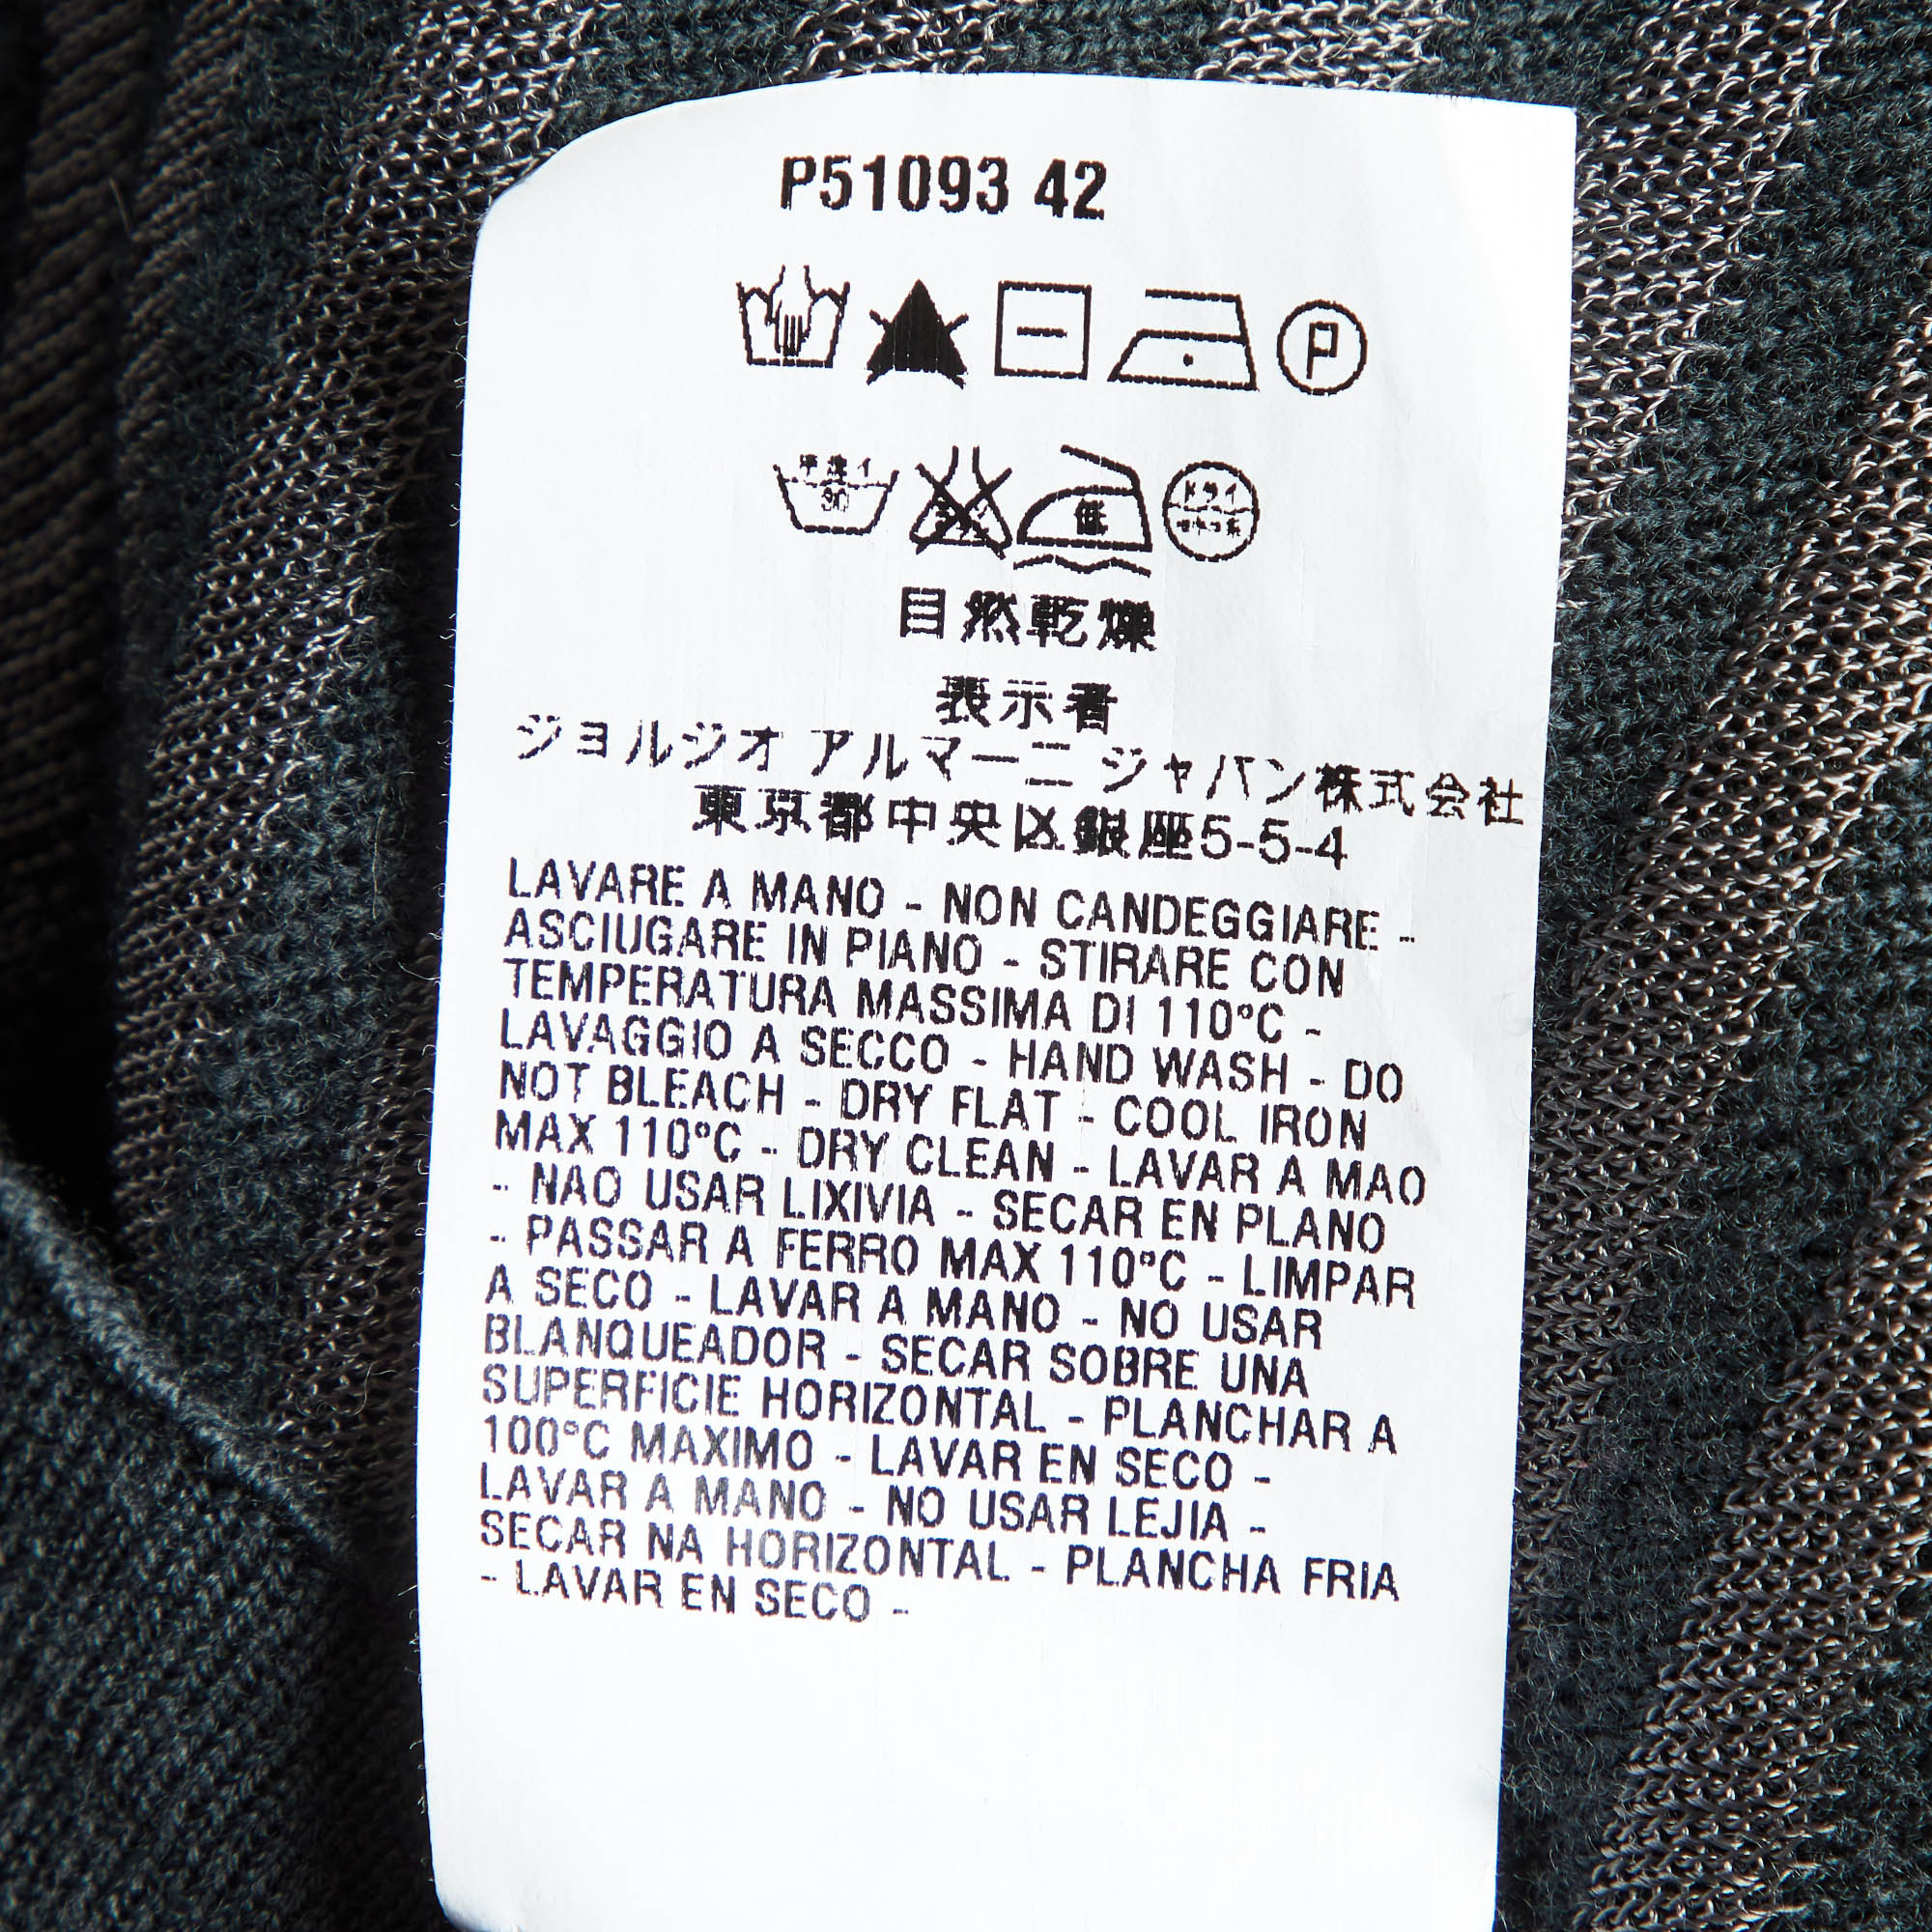 P51093 42
P
30
低
ドライ
自然乾燥
表示者
ジョルジオ アルマーニ ジャパン株式会社
東京都中央区銀座5-5-4
LAVARE A MANO - NON CANDEGGIARE -
ASCIUGARE IN PIANO - STIRARE CON
TEMPERATURA MASSIMA DI 110°C -
LAVAGGIO A SECCO - HAND WASH - DO
NOT BLEACH - DRY FLAT - COOL IRON
MAX 110°C - DRY CLEAN - LAVAR A MAO
- NAO USAR LIXIVIA - SECAR EN PLANO
- PASSAR A FERRO MAX 110°C - LIMPAR
A SECO - LAVAR A MANO - NO USAR
BLANQUEADOR - SECAR SOBRE UNA
SUPERFICIE HORIZONTAL - PLANCHAR A
100°C MAXIMO - LAVAR EN SECO -
LAVAR A MANO - NO USAR LEJIA -
SECAR NA HORIZONTAL - PLANCHA FRIA
- LAVAR EN SECO -